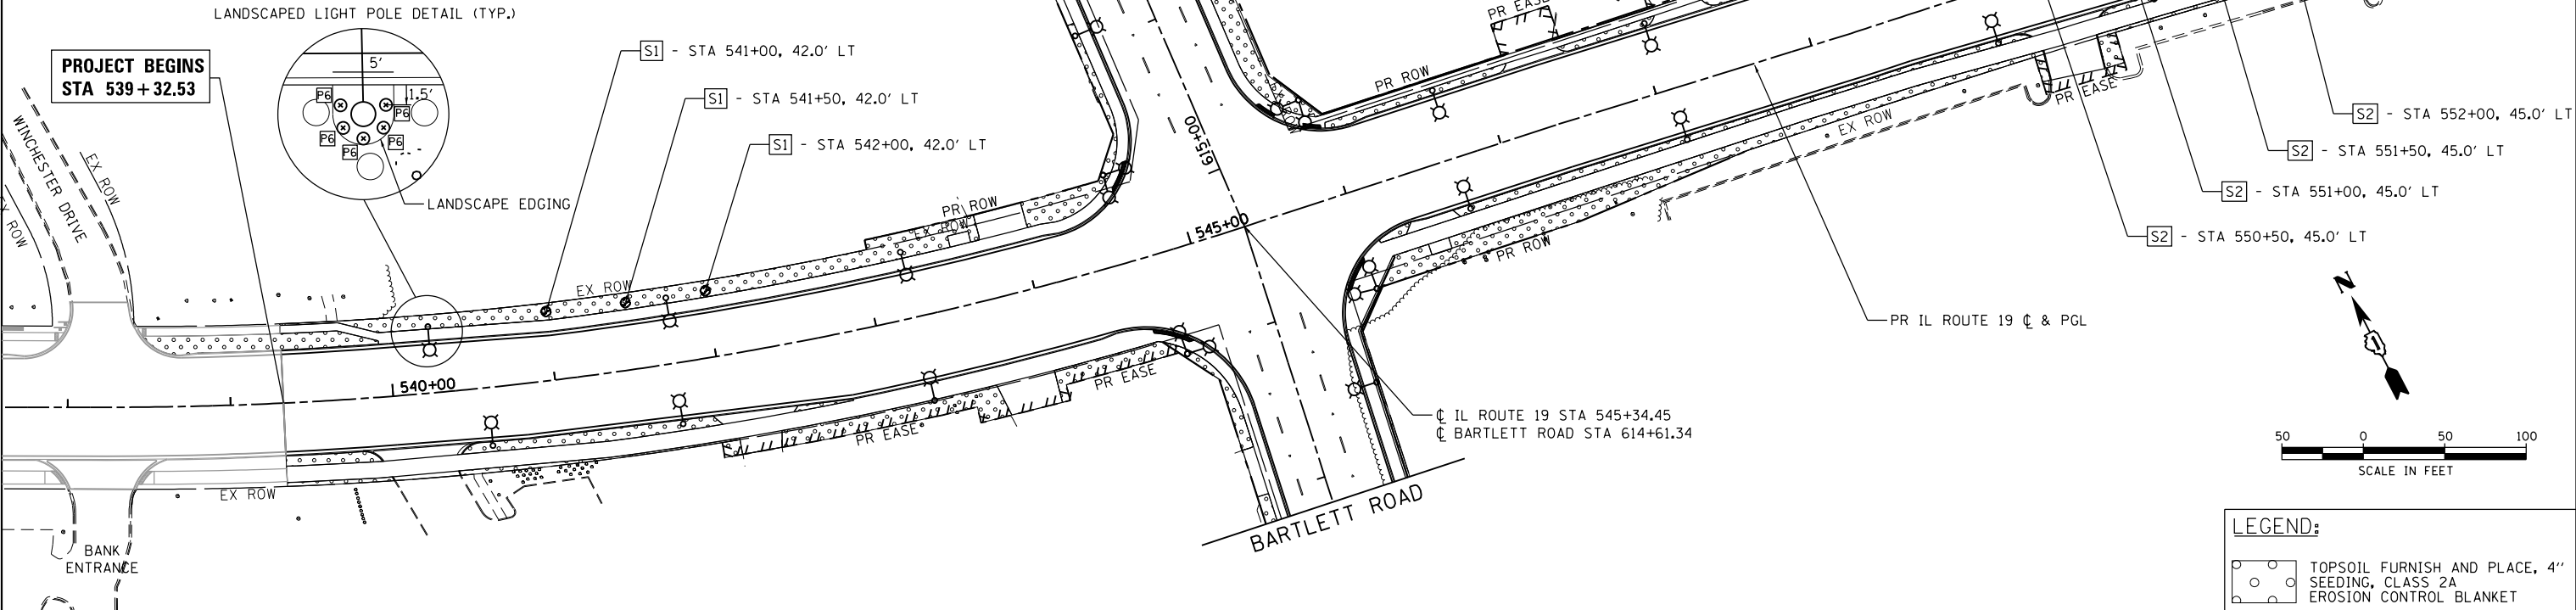 LANDSCAPED LIGHT POLE DETAIL (TYP.)
PROJECT BEGINS
STA 539+32.53
5'
1.5'
P6
P6
P6
P6
P6
LANDSCAPE EDGING
S1 - STA 541+00, 42.0' LT
S1 - STA 541+50, 42.0' LT
S1 - STA 542+00, 42.0' LT
WINCHESTER DRIVE
EX ROW
EX ROW
EX ROW
PR ROW
EX ROW
540+00
545+00
615+00
PR ROW
PR EASE
EX ROW
PR EASE
PR ROW
S2 - STA 552+00, 45.0' LT
S2 - STA 551+50, 45.0' LT
S2 - STA 551+00, 45.0' LT
S2 - STA 550+50, 45.0' LT
PR IL ROUTE 19 ℄ & PGL
℄ IL ROUTE 19 STA 545+34.45
℄ BARTLETT ROAD STA 614+61.34
PR EASE
PR EASE
EX ROW
BANK
ENTRANCE
BARTLETT ROAD
N
50 0 50 100
SCALE IN FEET
LEGEND:
TOPSOIL FURNISH AND PLACE, 4''
SEEDING, CLASS 2A
EROSION CONTROL BLANKET